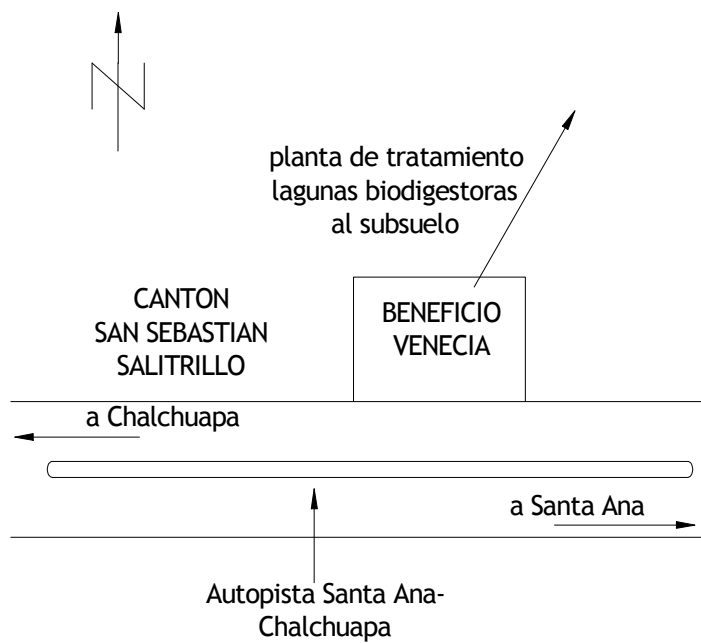 planta de tratamiento
lagunas biodigestoras
al subsuelo
CANTON
SAN SEBASTIAN
SALITRILLO
BENEFICIO
VENECIA
a Chalchuapa
a Santa Ana
Autopista Santa Ana-
Chalchuapa